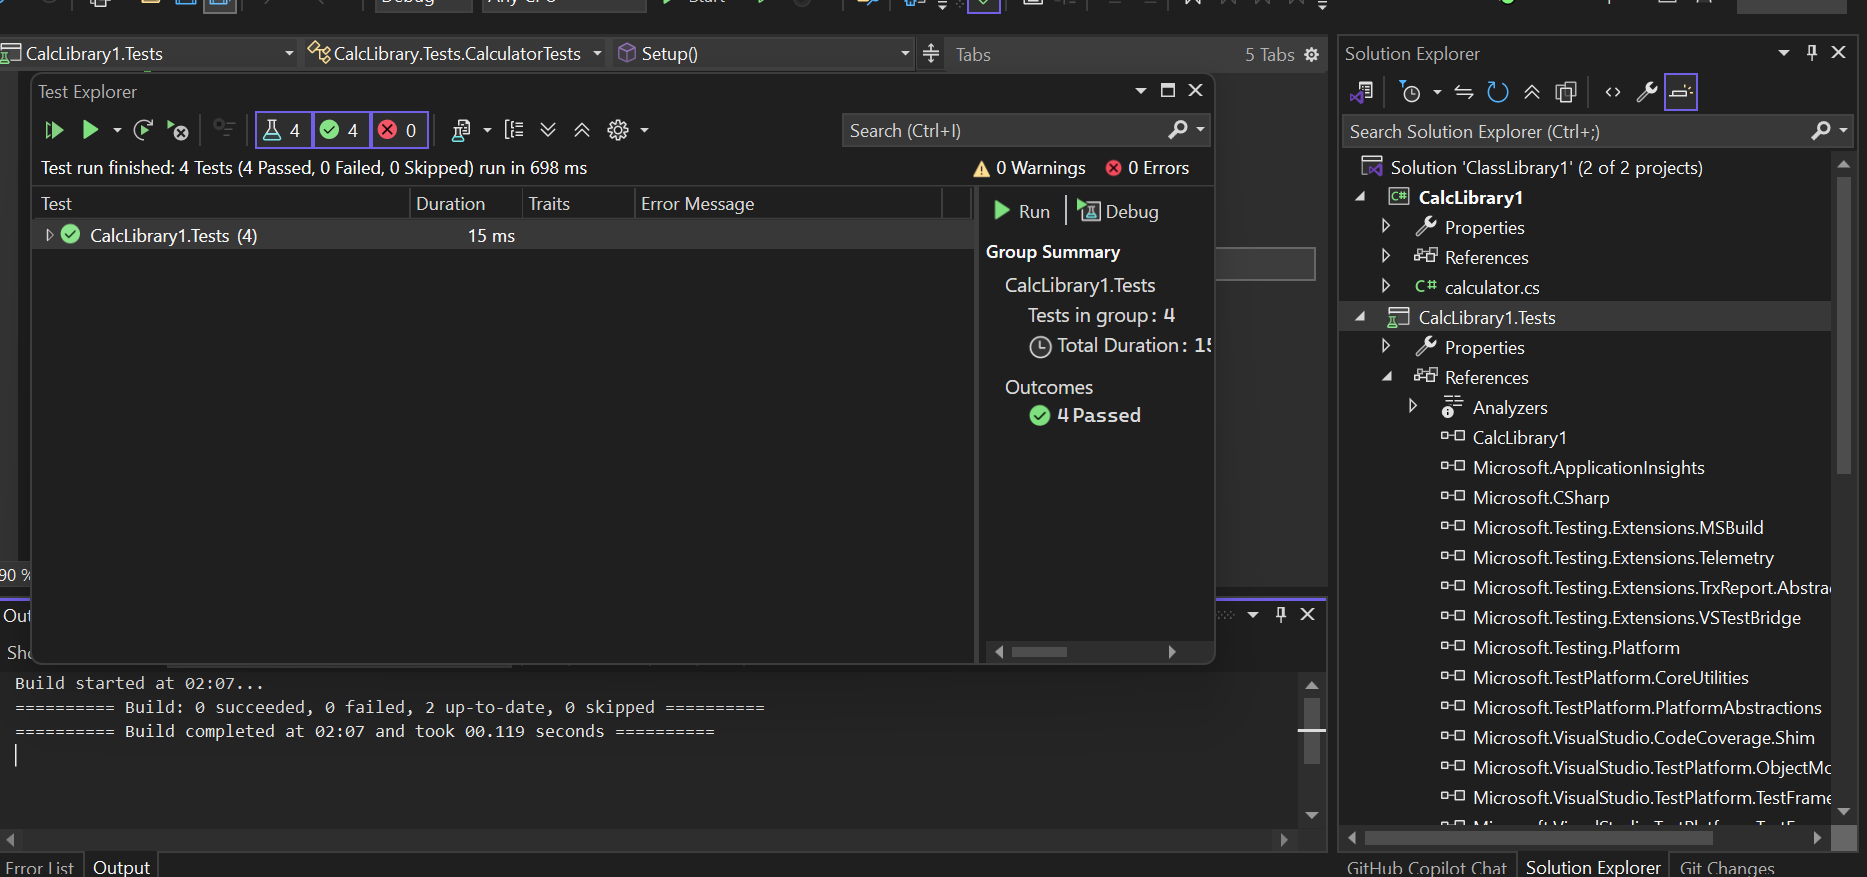 Debug
Any CPU
Start
CalcLibrary1.Tests
CalcLibrary.Tests.CalculatorTests
Setup()
Tabs
5 Tabs
Test Explorer
4
4
0
Search (Ctrl+I)
Test run finished: 4 Tests (4 Passed, 0 Failed, 0 Skipped) run in 698 ms
0 Warnings
0 Errors
Test
Duration
Traits
Error Message
CalcLibrary1.Tests (4)
15 ms
Run
Debug
Group Summary
CalcLibrary1.Tests
Tests in group: 4
Total Duration: 15
Outcomes
4 Passed
90 %
Out
Sho
Build started at 02:07...
========== Build: 0 succeeded, 0 failed, 2 up-to-date, 0 skipped ==========
========== Build completed at 02:07 and took 00.119 seconds ==========
Error List
Output
Solution Explorer
Search Solution Explorer (Ctrl+;)
Solution 'ClassLibrary1' (2 of 2 projects)
C# CalcLibrary1
Properties
References
C# calculator.cs
CalcLibrary1.Tests
Properties
References
Analyzers
CalcLibrary1
Microsoft.ApplicationInsights
Microsoft.CSharp
Microsoft.Testing.Extensions.MSBuild
Microsoft.Testing.Extensions.Telemetry
Microsoft.Testing.Extensions.TrxReport.Abstra
Microsoft.Testing.Extensions.VSTestBridge
Microsoft.Testing.Platform
Microsoft.TestPlatform.CoreUtilities
Microsoft.TestPlatform.PlatformAbstractions
Microsoft.VisualStudio.CodeCoverage.Shim
Microsoft.VisualStudio.TestPlatform.ObjectMo
Microsoft.VisualStudio.TestPlatform.TestFrame
GitHub Copilot Chat
Solution Explorer
Git Changes